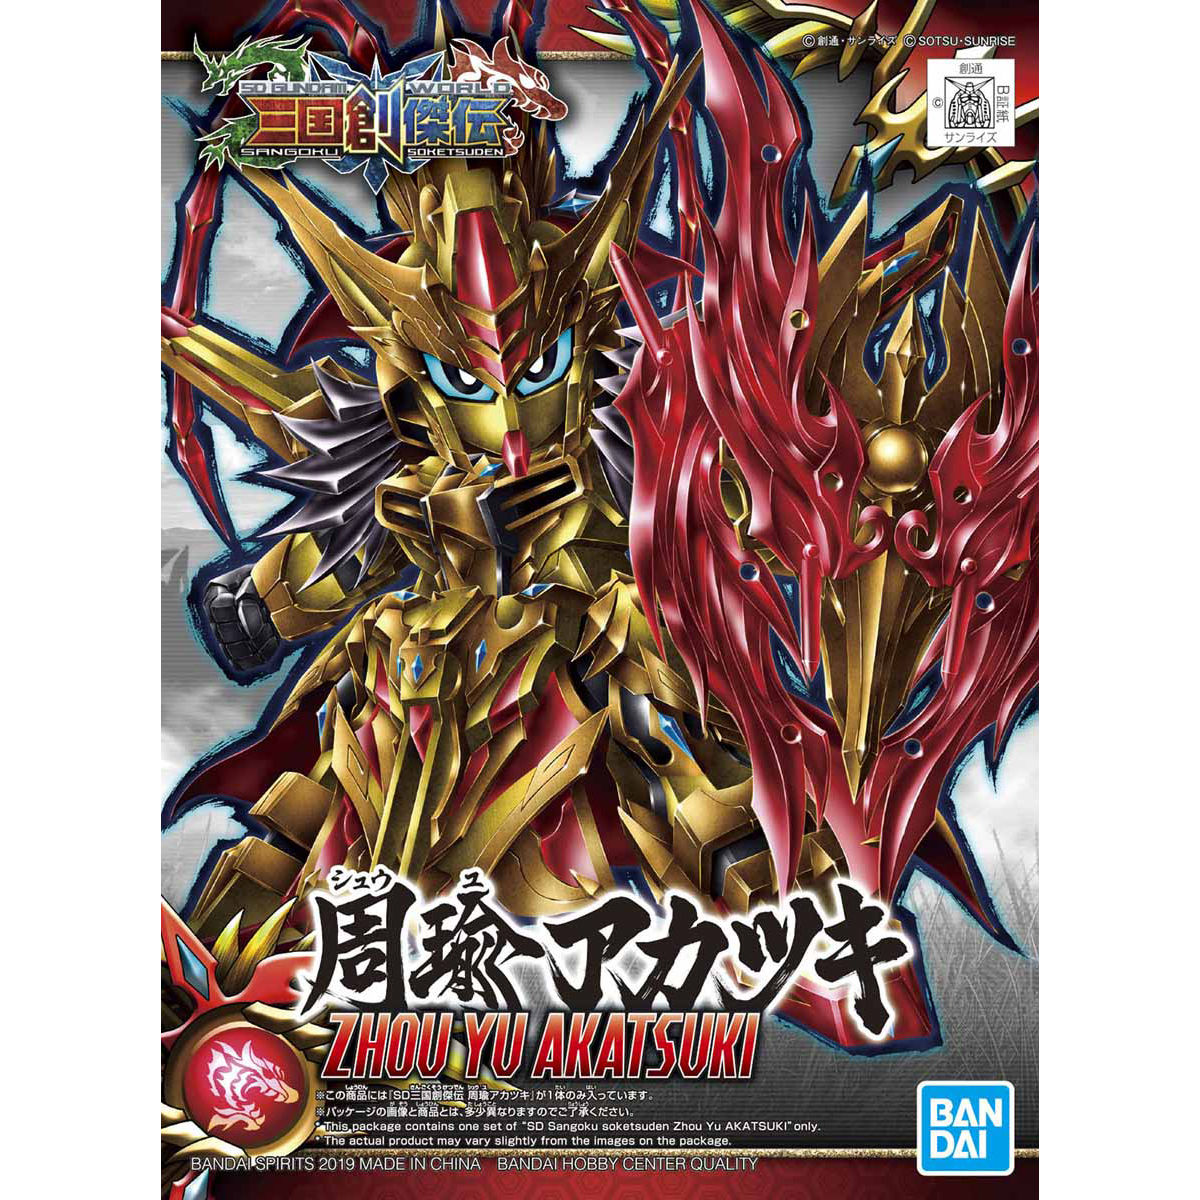 © 創通・サンライズ © SOTSU・SUNRISE
創通
©
B証紙
サンライズ
SD GUNDAM WORLD
三国創傑伝
SANGOKU SOKETSUDEN
シュウ ユ
周瑜アカツキ
ZHOU YU AKATSUKI
※この商品には「SD三国創傑伝 周瑜アカツキ」が1体のみ入っています。
※パッケージの画像と商品とは、多少異なりますのでご了承ください。
* This package contains one set of “SD Sangoku soketsuden Zhou Yu AKATSUKI” only.
* The actual product may vary slightly from the images on the package.
BANDAI SPIRITS 2019 MADE IN CHINA BANDAI HOBBY CENTER QUALITY
BAN
DAI